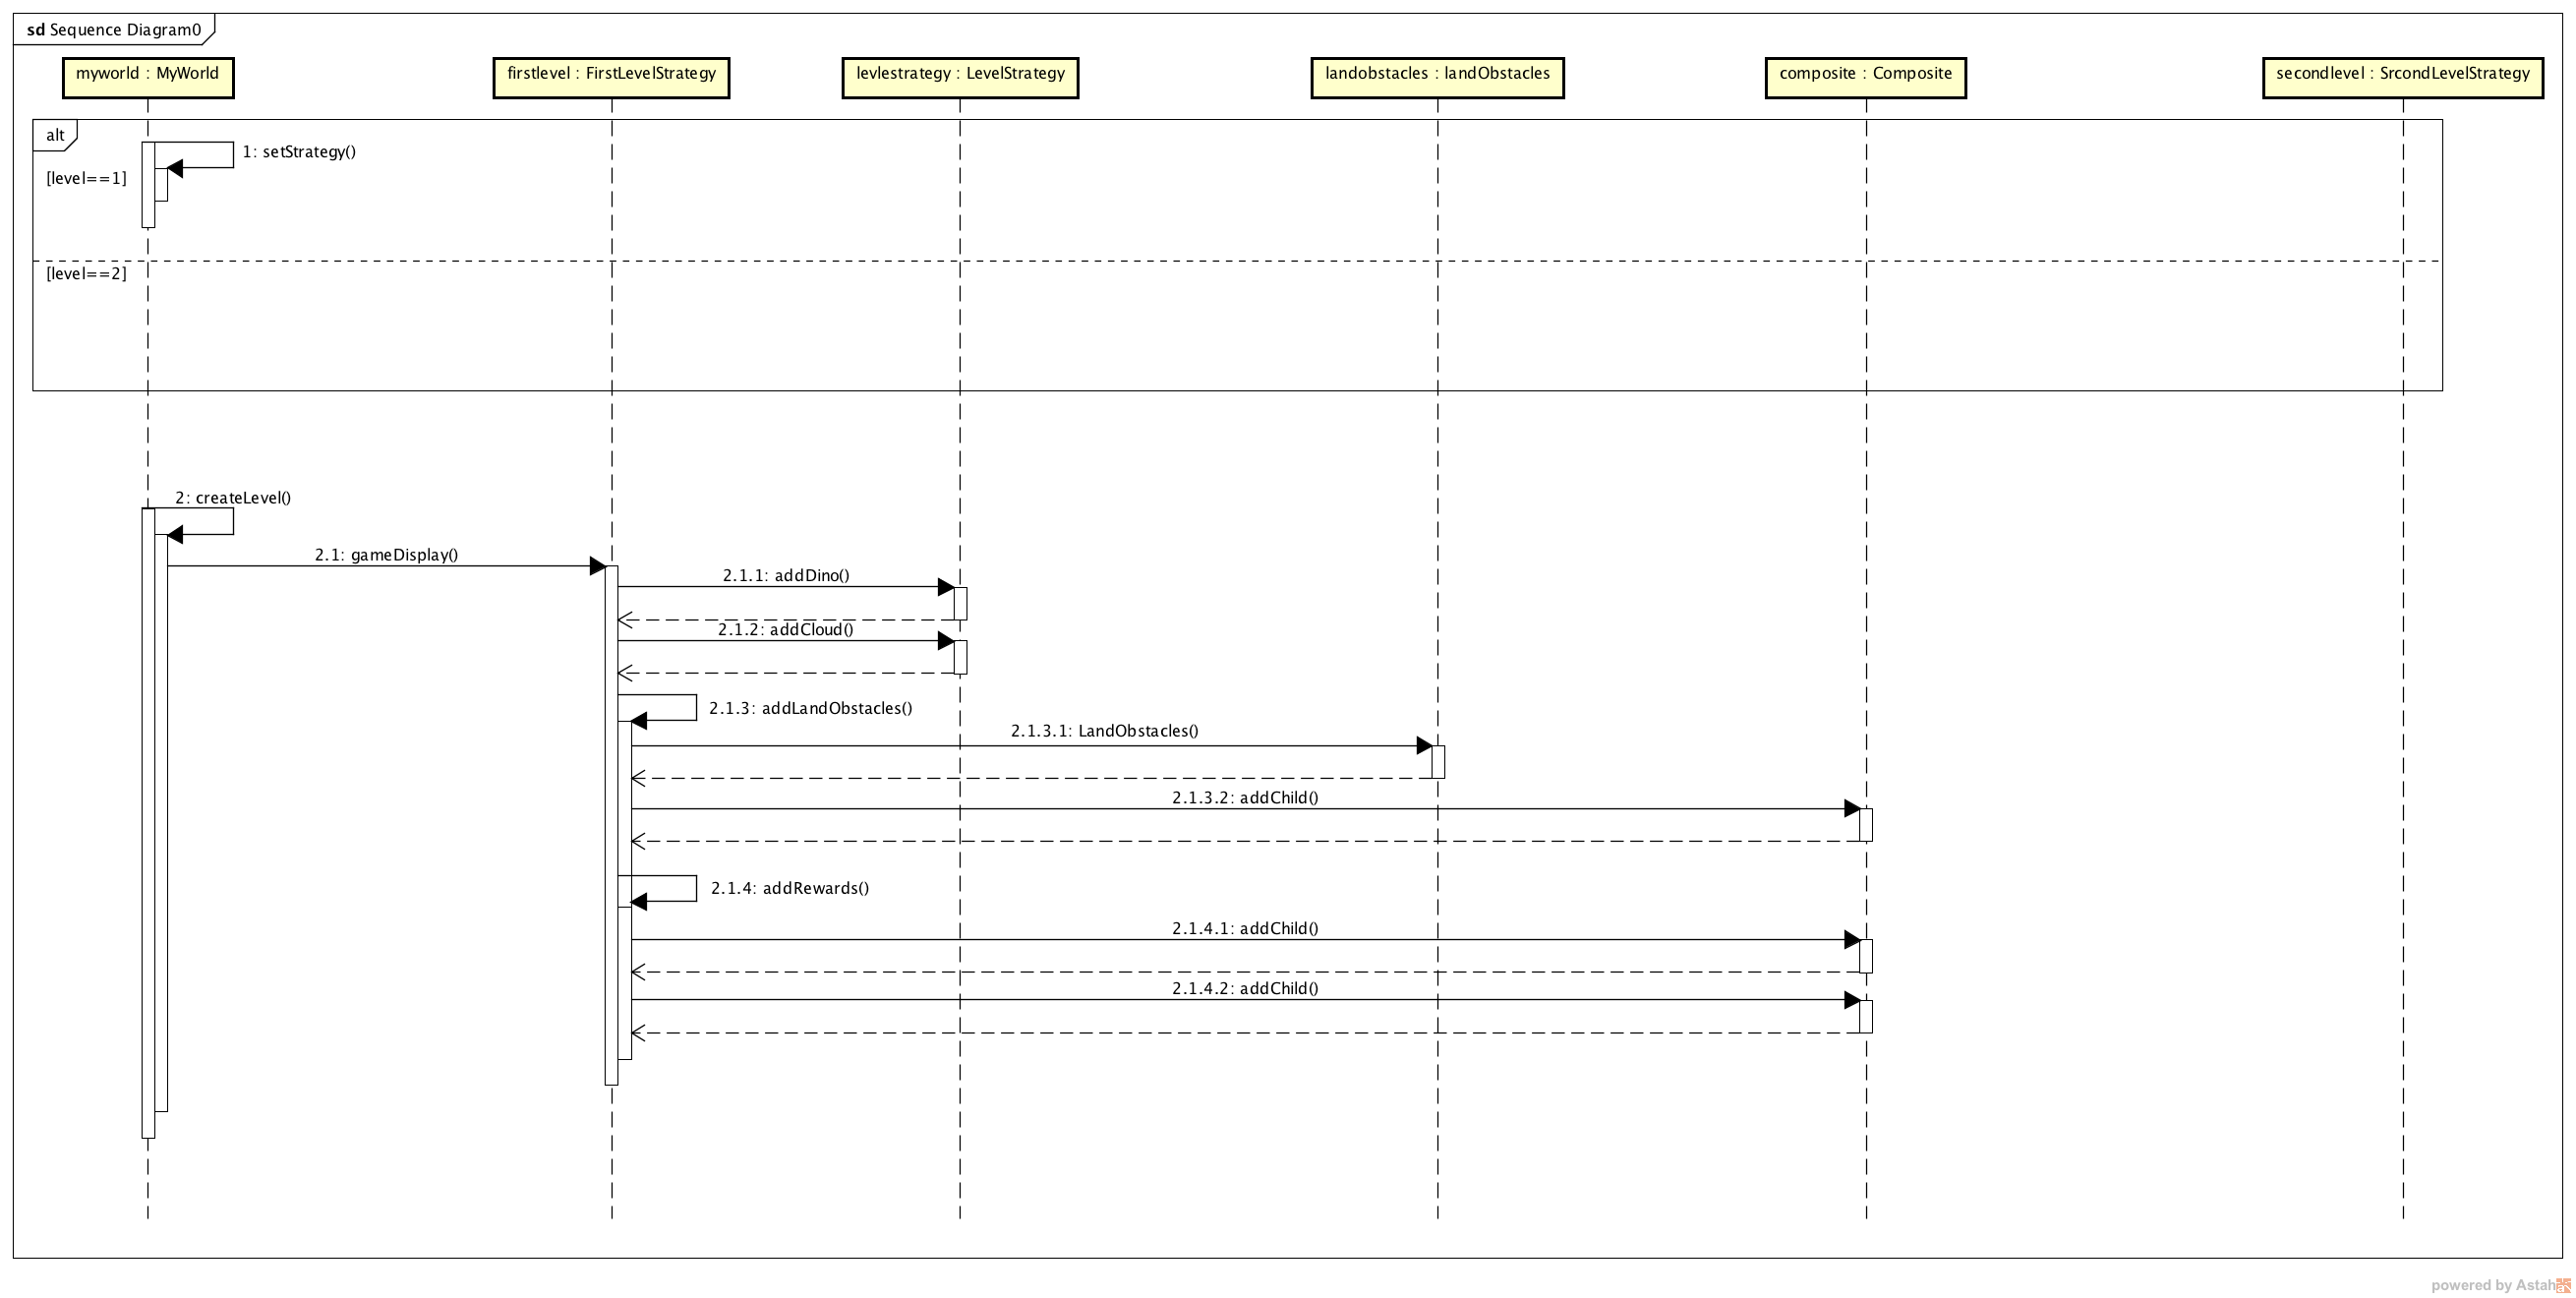 sd Sequence Diagram0
myworld : MyWorld
firstlevel : FirstLevelStrategy
levlestrategy : LevelStrategy
landobstacles : landObstacles
composite : Composite
secondlevel : SrcondLevelStrategy
alt
1: setStrategy()
[level==1]
[level==2]
2: createLevel()
2.1: gameDisplay()
2.1.1: addDino()
2.1.2: addCloud()
2.1.3: addLandObstacles()
2.1.3.1: LandObstacles()
2.1.3.2: addChild()
2.1.4: addRewards()
2.1.4.1: addChild()
2.1.4.2: addChild()
powered by Astah